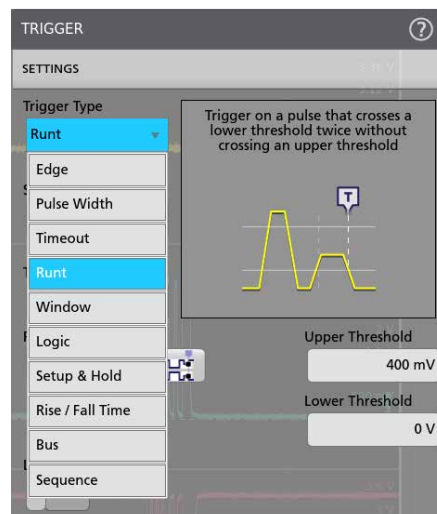 TRIGGER
?
SETTINGS
Trigger Type
Runt
Edge
Pulse Width
Timeout
Runt
Window
Logic
Setup & Hold
Rise / Fall Time
Bus
Sequence
Trigger on a pulse that crosses a
lower threshold twice without
crossing an upper threshold
T
Upper Threshold
400 mV
Lower Threshold
0 V